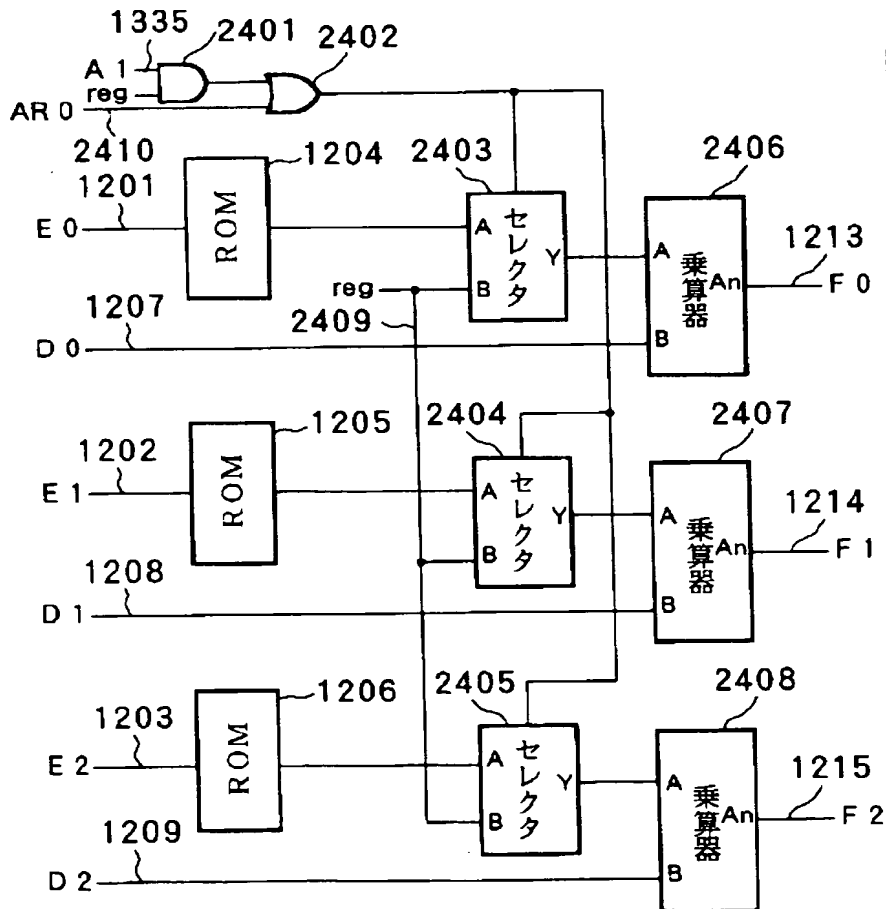 1335
2401
2402
A 1
reg
AR 0
2410
1201
1204
2403
2406
E 0
ROM
A
セレクタ
Y
B
A
乗算器
An
B
1213
F 0
reg
2409
1207
D 0
1202
1205
2404
2407
E 1
ROM
A
セレクタ
Y
B
A
乗算器
An
B
1214
F 1
1208
D 1
1203
1206
2405
2408
E 2
ROM
A
セレクタ
Y
B
A
乗算器
An
B
1215
F 2
1209
D 2